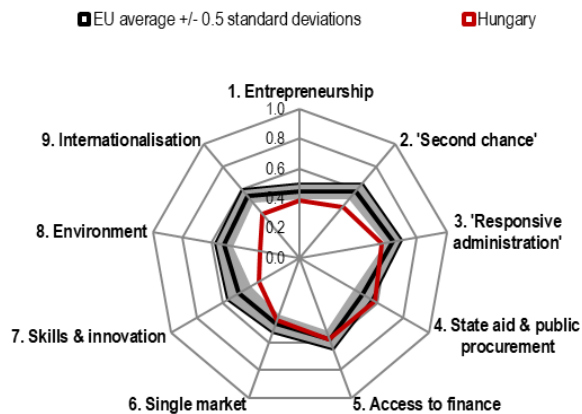 EU average +/- 0.5 standard deviations
Hungary
1. Entrepreneurship
1.0
9. Internationalisation
2. 'Second chance'
0.8
0.6
0.4
8. Environment
3. 'Responsive
administration'
0.2
0.0
7. Skills & innovation
4. State aid & public
procurement
6. Single market
5. Access to finance